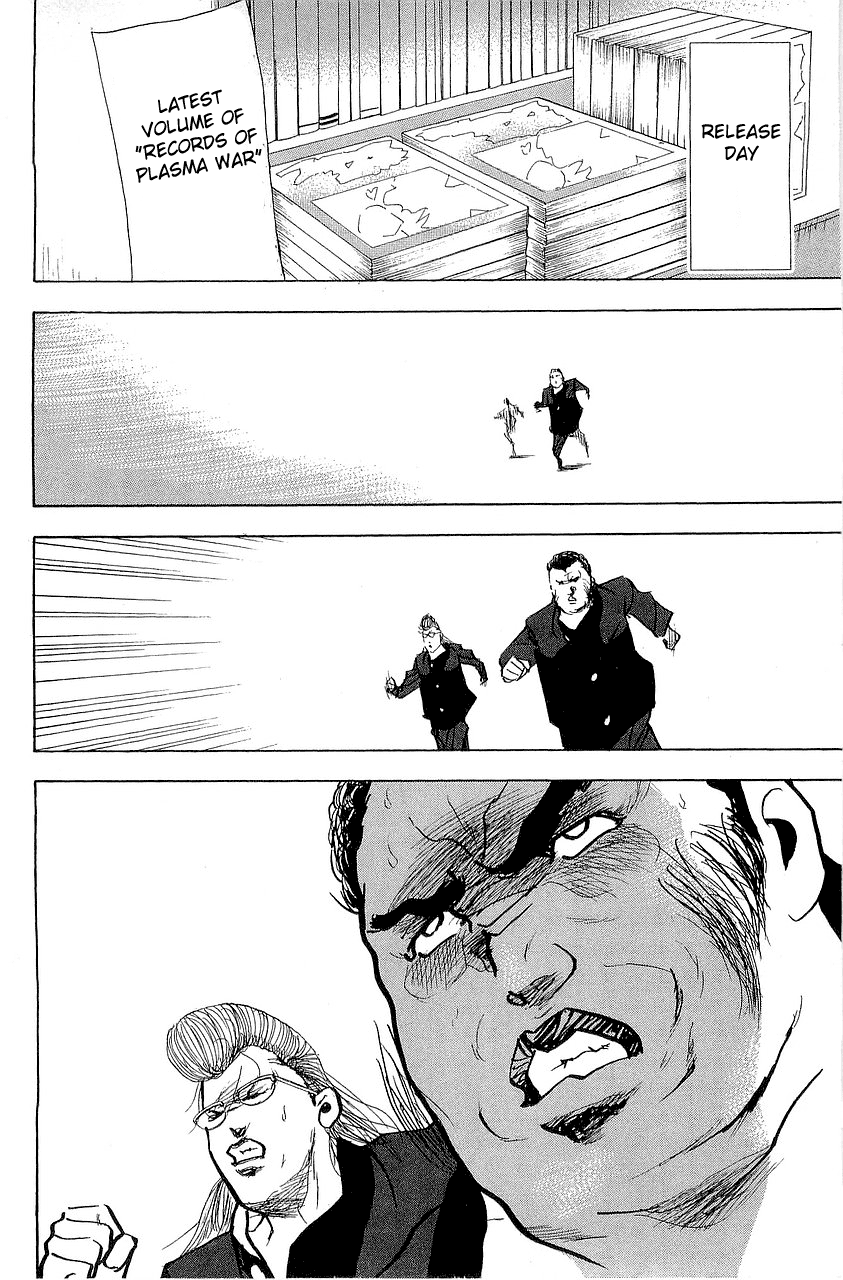 RELEASE
DAY
LATEST
VOLUME OF
"RECORDS OF
PLASMA WAR"